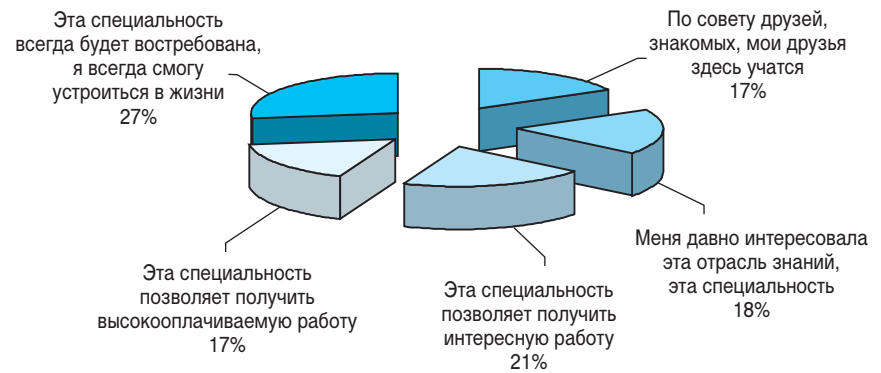 Эта специальность
всегда будет востребована,
я всегда смогу
устроиться в жизни
27%
По совету друзей,
знакомых, мои друзья
здесь учатся
17%
Меня давно интересовала
эта отрасль знаний,
эта специальность
18%
Эта специальность
позволяет получить
интересную работу
21%
Эта специальность
позволяет получить
высокооплачиваемую работу
17%